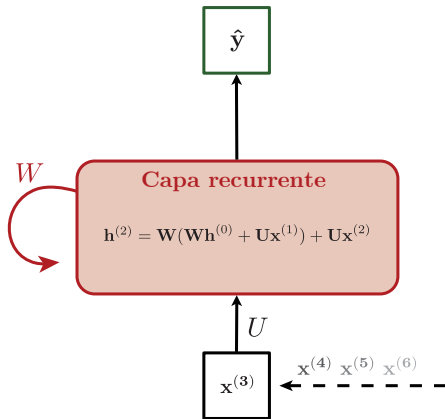 ŷ
W
Capa recurrente
h^(2) = W(Wh^(0) + Ux^(1)) + Ux^(2)
U
x^(4) x^(5) x^(6)
x^(3)